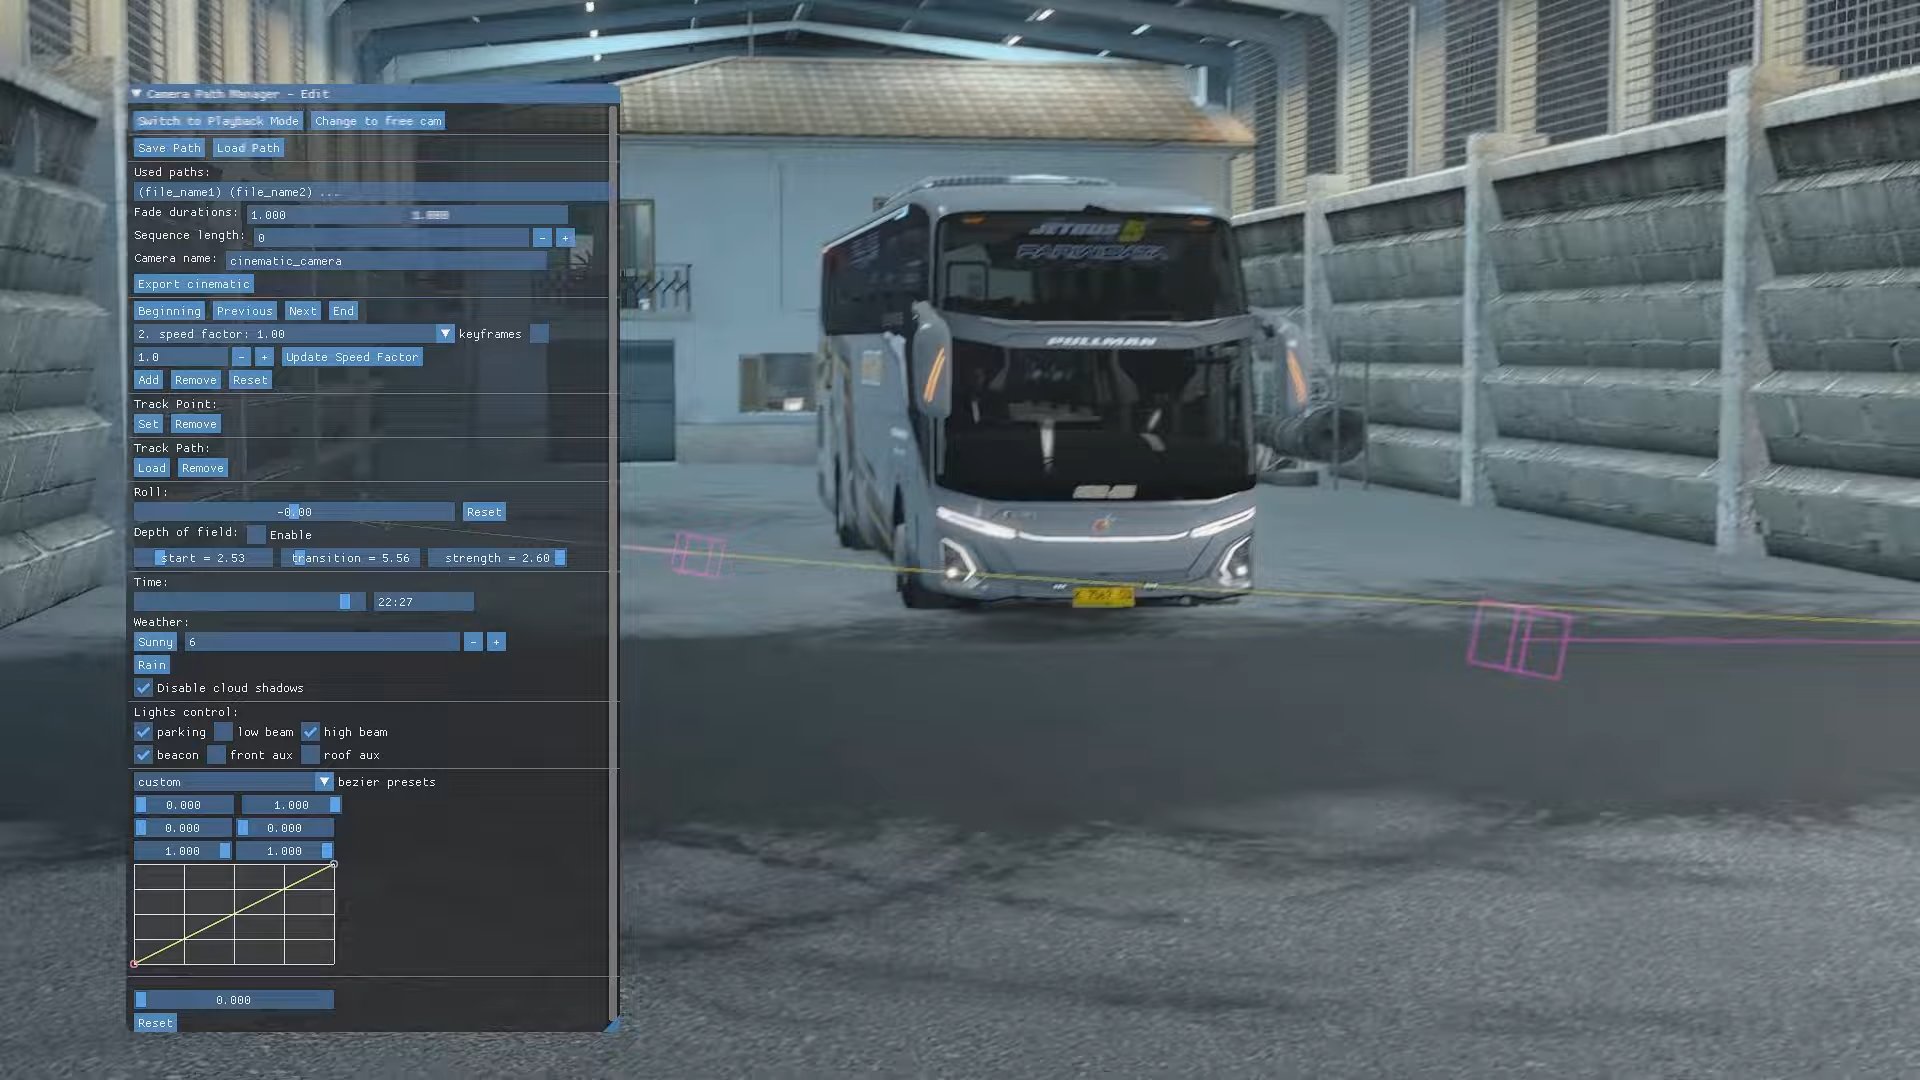 Camera Path Manager - Edit
Switch to Playback Mode Change to free cam
Save Path Load Path
Used paths:
(file_name1) (file_name2) ...
Fade durations: 1.000 1.000
Sequence length: 0 - +
Camera name: cinematic_camera
Export cinematic
Beginning Previous Next End
2. speed factor: 1.00 keyframes
1.0 - + Update Speed Factor
Add Remove Reset
Track Point:
Set Remove
Track Path:
Load Remove
Roll:
-0.00 Reset
Depth of field: Enable
start = 2.53 transition = 5.56 strength = 2.60
Time:
22:27
Weather:
Sunny 6 - +
Rain
Disable cloud shadows
Lights control:
parking low beam high beam
beacon front aux roof aux
custom bezier presets
0.000 1.000
0.000 0.000
1.000 1.000
0.000
Reset
JETBUS 5
PULLMAN